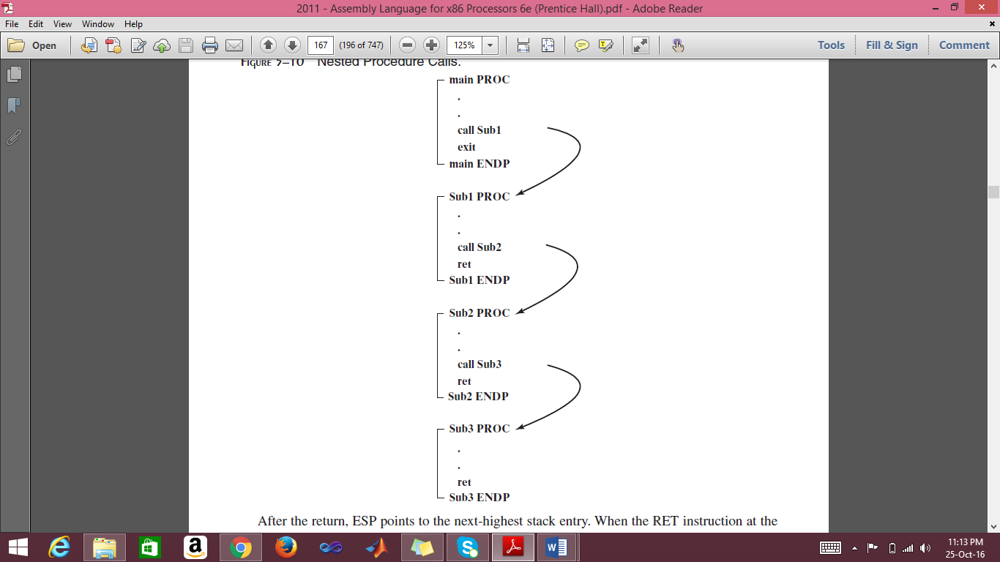 2011 - Assembly Language for x86 Processors 6e (Prentice Hall).pdf - Adobe Reader
File Edit View Window Help
Open 167 (196 of 747) 125% Tools Fill & Sign Comment
FIGURE 5–10 Nested Procedure Calls.
main PROC
.
.
call Sub1
exit
main ENDP
Sub1 PROC
.
.
call Sub2
ret
Sub1 ENDP
Sub2 PROC
.
.
call Sub3
ret
Sub2 ENDP
Sub3 PROC
.
.
ret
Sub3 ENDP
After the return, ESP points to the next-highest stack entry. When the RET instruction at the
11:13 PM
25-Oct-16